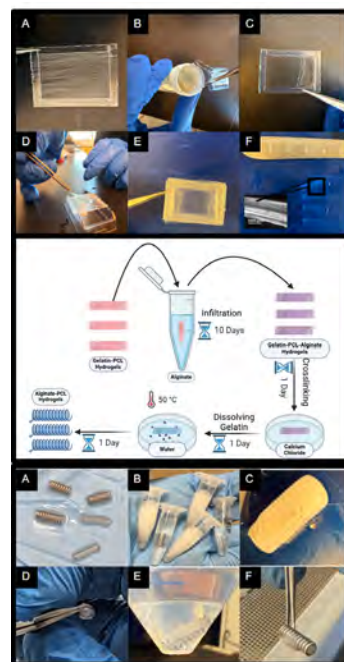 A
B
C
D
E
F
Infiltration
10 Days
Gelatin-PCL
Hydrogels
Alginate
Gelatin-PCL-Alginate
Hydrogels
Crosslinking
1 Day
Alginate-PCL
Hydrogels
50 °C
Dissolving
Gelatin
1 Day
Water
1 Day
Calcium
Chloride
A
B
C
D
E
F